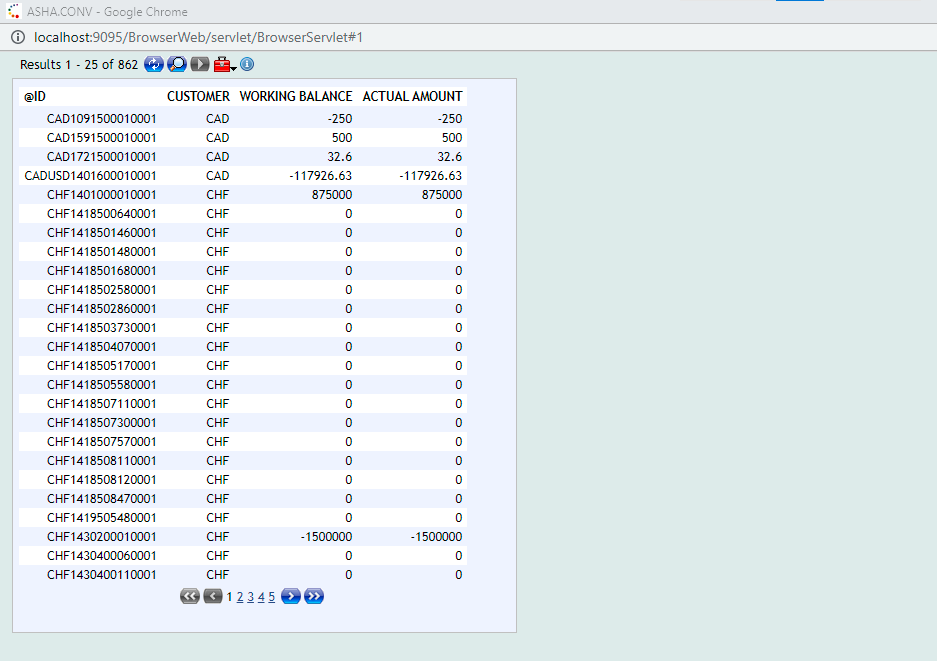 ASHA.CONV - Google Chrome
localhost:9095/BrowserWeb/servlet/BrowserServlet#1
Results 1 - 25 of 862
@ID CUSTOMER WORKING BALANCE ACTUAL AMOUNT
CAD1091500010001 CAD -250 -250
CAD1591500010001 CAD 500 500
CAD1721500010001 CAD 32.6 32.6
CADUSD1401600010001 CAD -117926.63 -117926.63
CHF1401000010001 CHF 875000 875000
CHF1418500640001 CHF 0 0
CHF1418501460001 CHF 0 0
CHF1418501480001 CHF 0 0
CHF1418501680001 CHF 0 0
CHF1418502580001 CHF 0 0
CHF1418502860001 CHF 0 0
CHF1418503730001 CHF 0 0
CHF1418504070001 CHF 0 0
CHF1418505170001 CHF 0 0
CHF1418505580001 CHF 0 0
CHF1418507110001 CHF 0 0
CHF1418507300001 CHF 0 0
CHF1418507570001 CHF 0 0
CHF1418508110001 CHF 0 0
CHF1418508120001 CHF 0 0
CHF1418508470001 CHF 0 0
CHF1419505480001 CHF 0 0
CHF1430200010001 CHF -1500000 -1500000
CHF1430400060001 CHF 0 0
CHF1430400110001 CHF 0 0
1 2 3 4 5